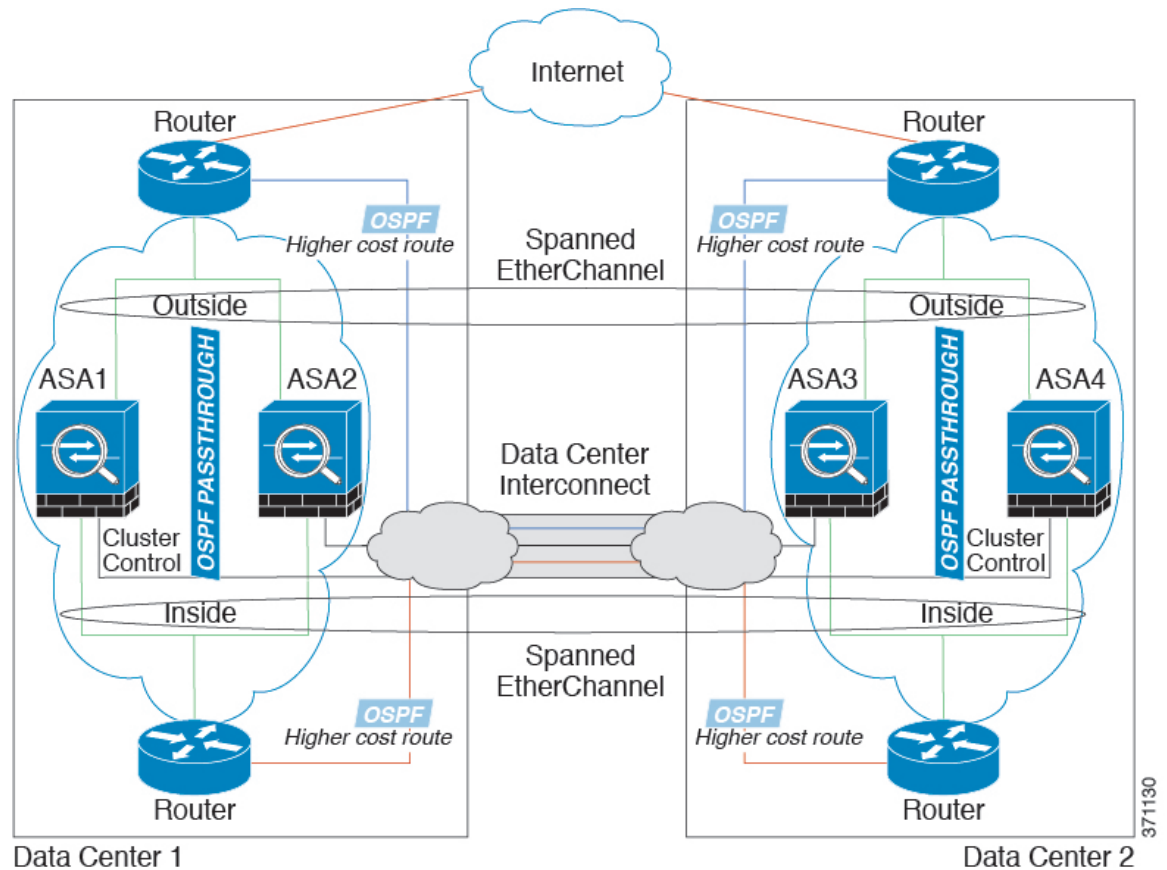 Internet
Router
Router
OSPF
Higher cost route
OSPF
Higher cost route
Spanned
EtherChannel
Outside
Outside
OSPF PASSTHROUGH
OSPF PASSTHROUGH
ASA1
ASA2
ASA3
ASA4
Data Center
Interconnect
Cluster
Control
Cluster
Control
Inside
Inside
Spanned
EtherChannel
OSPF
Higher cost route
OSPF
Higher cost route
Router
Router
371130
Data Center 1
Data Center 2